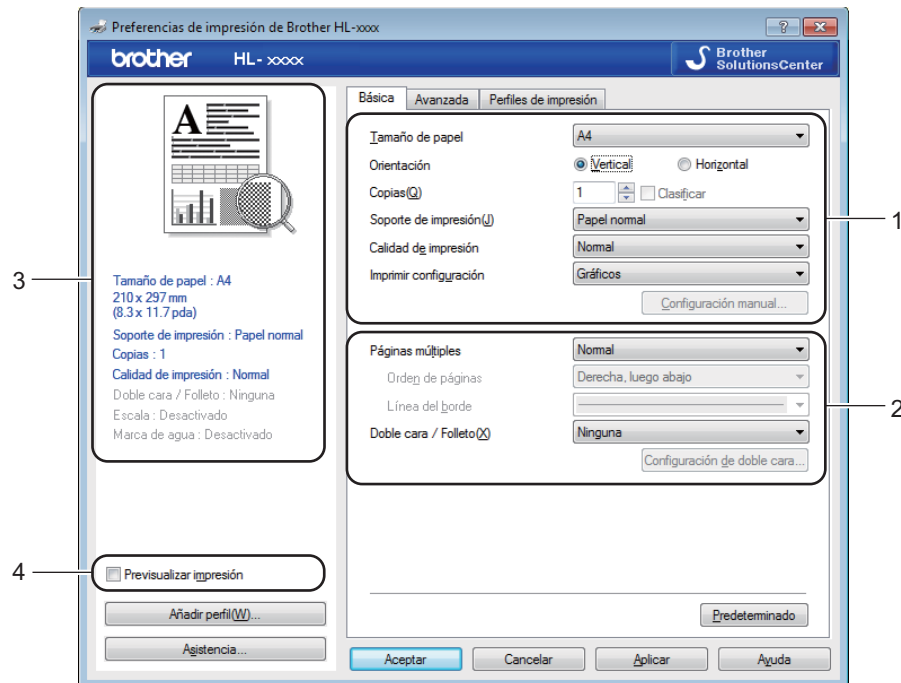 Preferencias de impresión de Brother HL-xxxx
brother HL- xxxx
Brother
SolutionsCenter
A
3
Tamaño de papel : A4
210 x 297 mm
(8.3 x 11.7 pda)
Soporte de impresión : Papel normal
Copias : 1
Calidad de impresión : Normal
Doble cara / Folleto : Ninguna
Escala : Desactivado
Marca de agua : Desactivado
4
Previsualizar impresión
Añadir perfil(W)...
Asistencia...
Básica Avanzada Perfiles de impresión
Tamaño de papel A4
Orientación Vertical Horizontal
Copias(Q) 1 Clasificar
Soporte de impresión(J) Papel normal
1
Calidad de impresión Normal
Imprimir configuración Gráficos
Configuración manual...
Páginas múltiples Normal
Orden de páginas Derecha, luego abajo
Línea del borde
2
Doble cara / Folleto(X) Ninguna
Configuración de doble cara...
Predeterminado
Aceptar Cancelar Aplicar Ayuda